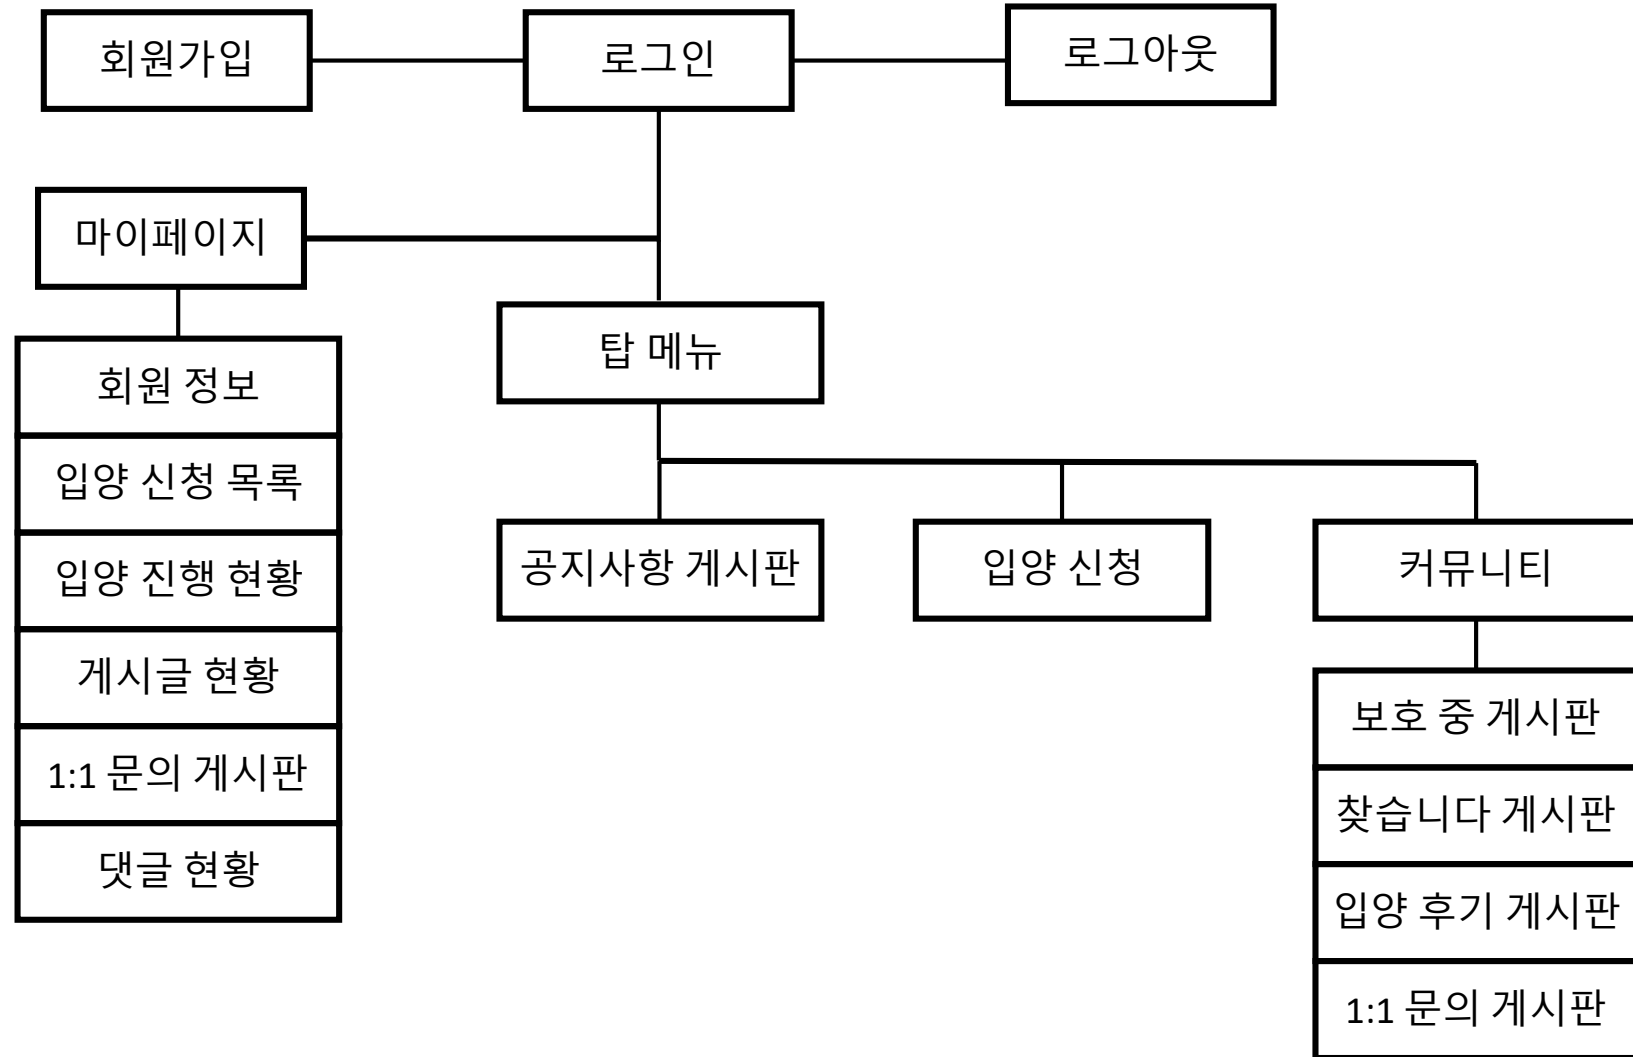 회원가입
로그인
로그아웃
마이페이지
탑 메뉴
회원 정보
입양 신청 목록
입양 진행 현황
게시글 현황
1:1 문의 게시판
댓글 현황
공지사항 게시판
입양 신청
커뮤니티
보호 중 게시판
찾습니다 게시판
입양 후기 게시판
1:1 문의 게시판